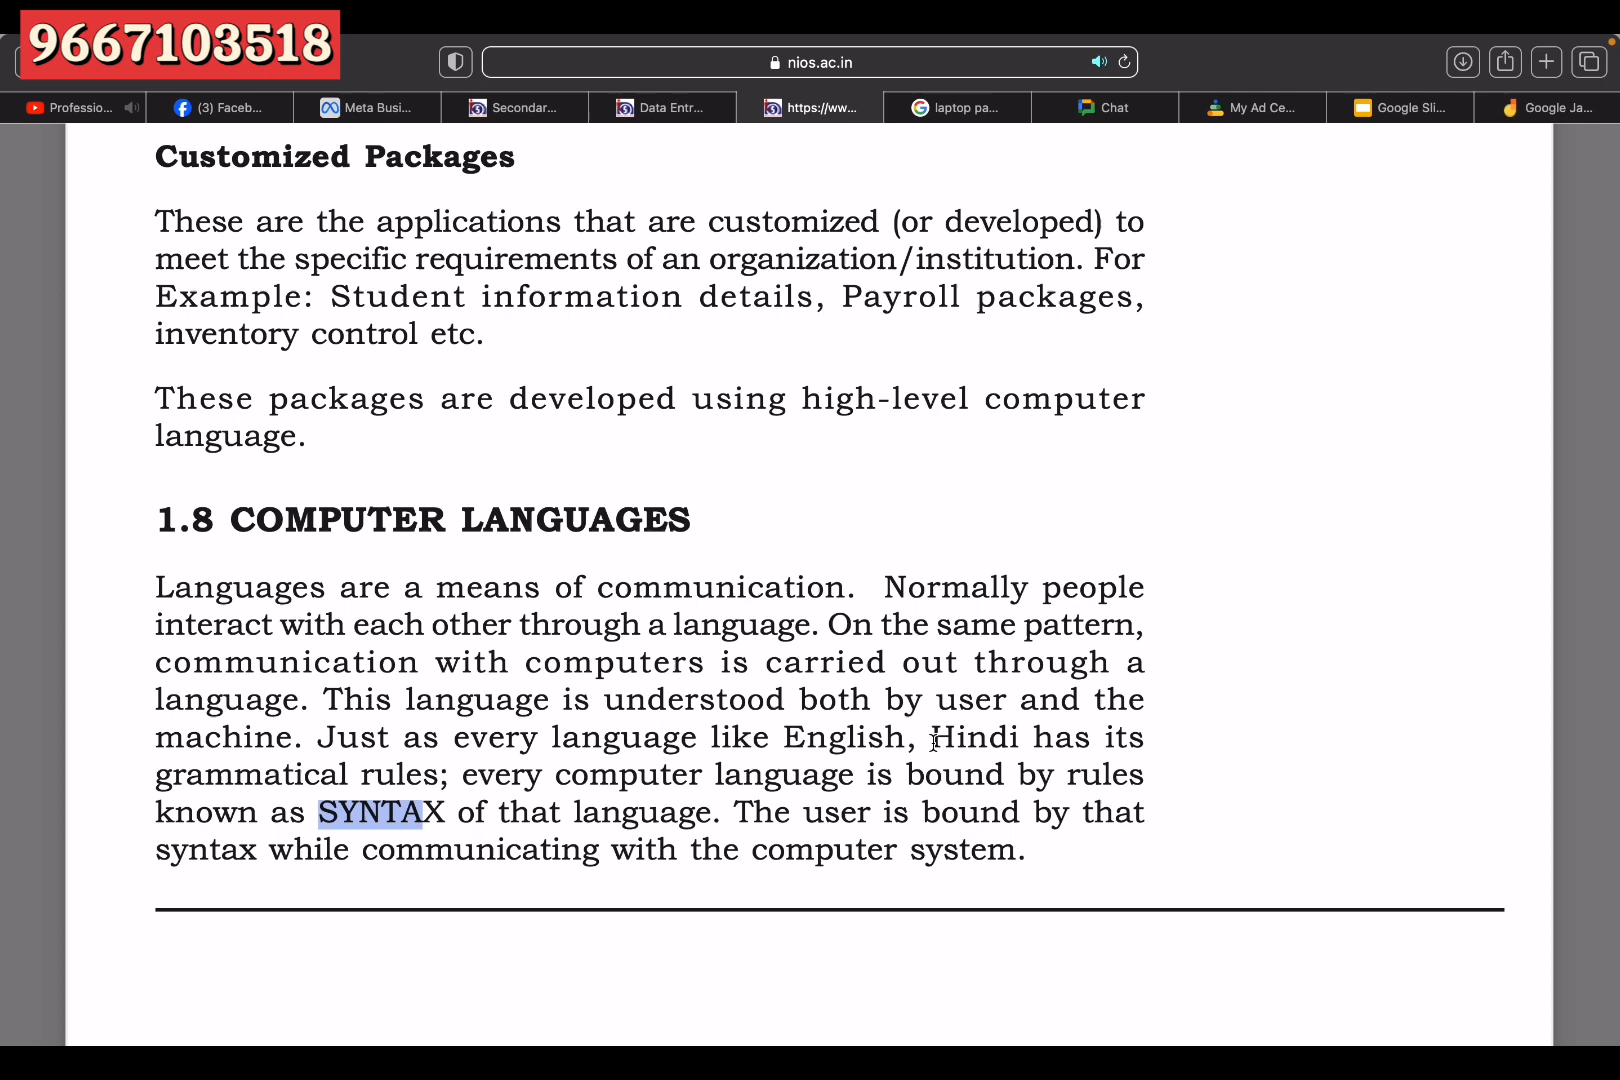 9667103518
nios.ac.in
Professio...
(3) Faceb...
Meta Busi...
Secondar...
Data Entr...
https://ww...
laptop pa...
Chat
My Ad Ce...
Google Sli...
Google Ja...
Customized Packages
These are the applications that are customized (or developed) to
meet the specific requirements of an organization/institution. For
Example: Student information details, Payroll packages,
inventory control etc.
These packages are developed using high-level computer
language.
1.8 COMPUTER LANGUAGES
Languages are a means of communication. Normally people
interact with each other through a language. On the same pattern,
communication with computers is carried out through a
language. This language is understood both by user and the
machine. Just as every language like English, Hindi has its
grammatical rules; every computer language is bound by rules
known as SYNTAX of that language. The user is bound by that
syntax while communicating with the computer system.